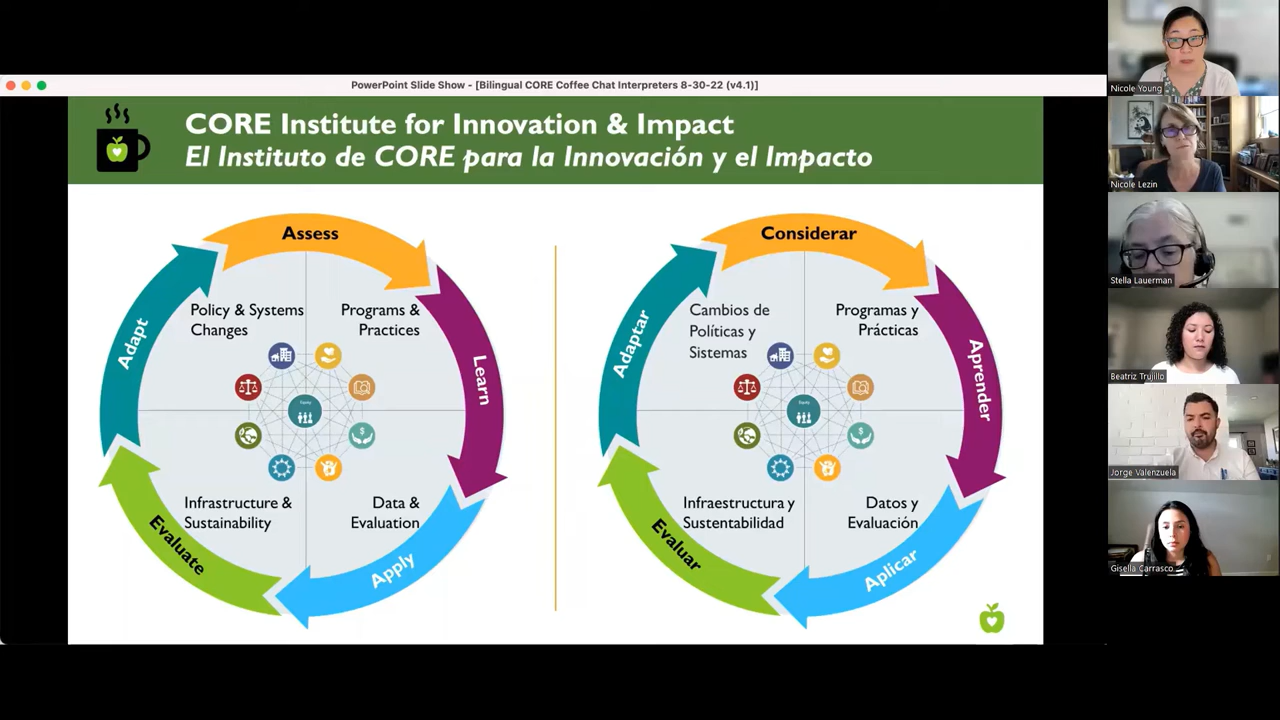 PowerPoint Slide Show - [Bilingual CORE Coffee Chat Interpreters 8-30-22 (v4.1)]
CORE Institute for Innovation & Impact
El Instituto de CORE para la Innovación y el Impacto
Assess
Policy & Systems
Changes
Programs &
Practices
Adapt
Learn
Equity
Infrastructure &
Sustainability
Data &
Evaluation
Evaluate
Apply
Considerar
Cambios de
Políticas y
Sistemas
Programas y
Prácticas
Adaptar
Aprender
Equity
Infraestructura y
Sustentabilidad
Datos y
Evaluación
Evaluar
Aplicar
Nicole Young
Nicole Lezin
Stella Lauerman
Beatriz Trujillo
Jorge Valenzuela
Gisella Carrasco